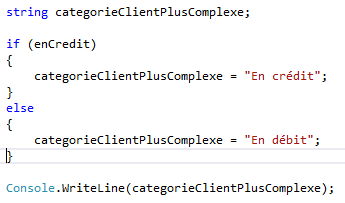 string categorieClientPlusComplexe;
if (enCredit)
{
categorieClientPlusComplexe = "En crédit";
}
else
{
categorieClientPlusComplexe = "En débit";
}
Console.WriteLine(categorieClientPlusComplexe);